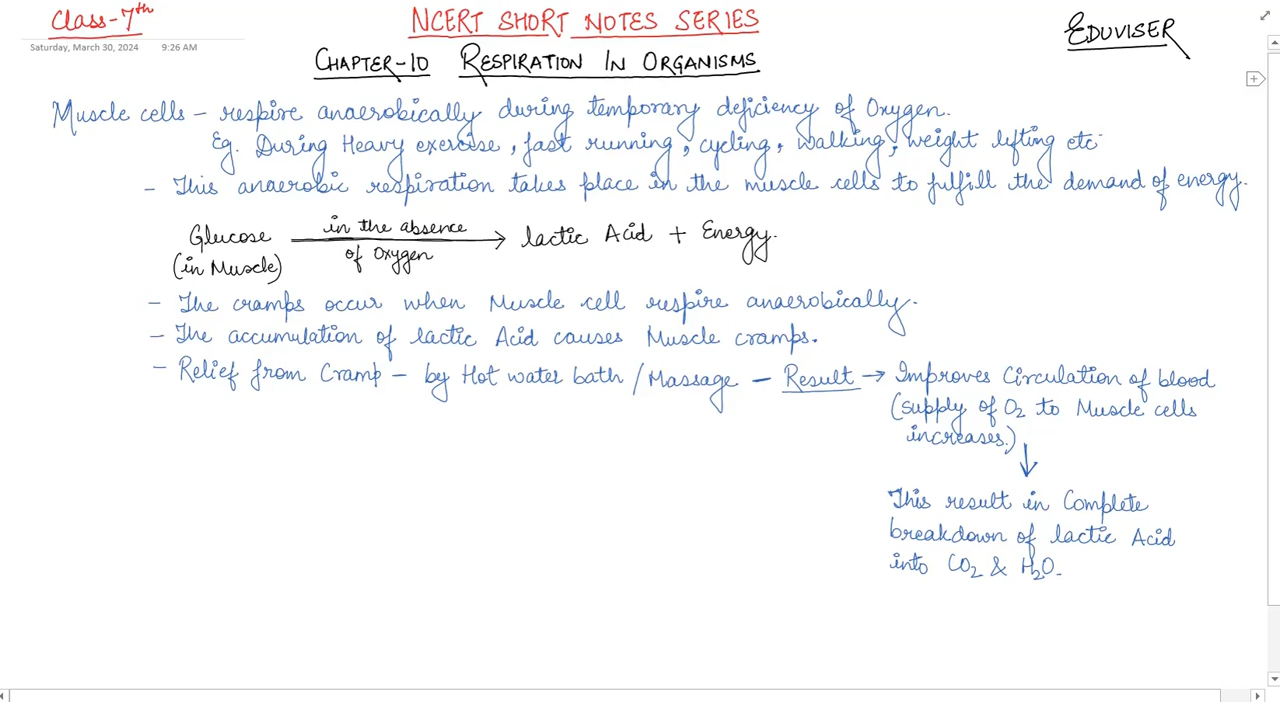 Class-7th
NCERT SHORT NOTES SERIES
EDUVISER
Saturday, March 30, 2024 9:26 AM
CHAPTER-10 RESPIRATION IN ORGANISMS
Muscle cells - respire anaerobically during temporary deficiency of Oxygen.
Eg. During Heavy exercise, fast running, cycling, walking, weight lifting etc.
- This anaerobic respiration takes place in the muscle cells to fulfill the demand of energy.
Glucose in the absence → lactic Acid + Energy.
(in Muscle) of Oxygen
- The cramps occur when Muscle cell respire anaerobically.
- The accumulation of lactic Acid causes Muscle cramps.
- Relief from Cramp - by Hot water bath / Massage - Result → Improves Circulation of blood
(supply of O2 to Muscle cells
increases.)
↓
This result in Complete
breakdown of lactic Acid
into CO2 & H2O.